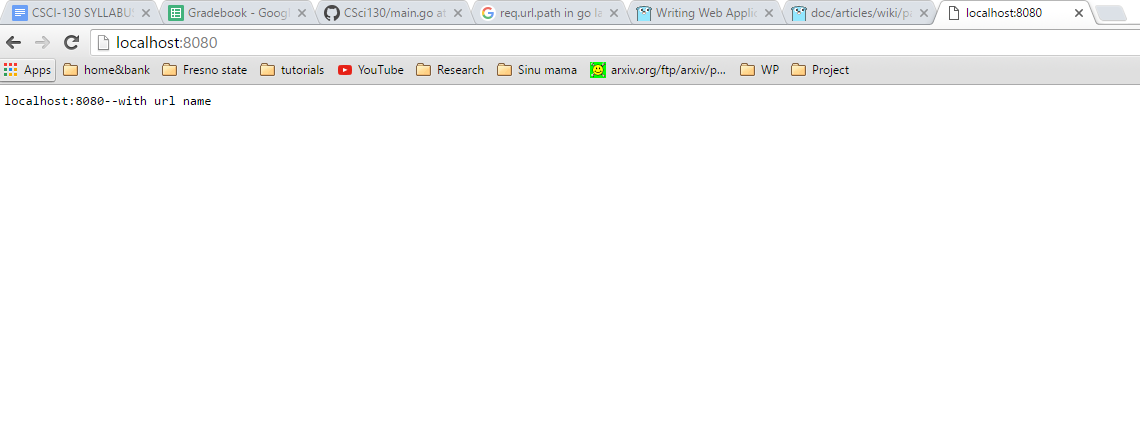 CSCI-130 SYLLABUS Gradebook - Googl CSci130/main.go at req.url.path in go la Writing Web Applic doc/articles/wiki/pa localhost:8080
localhost:8080
Apps home&bank Fresno state tutorials YouTube Research Sinu mama arxiv.org/ftp/arxiv/p... WP Project
localhost:8080--with url name